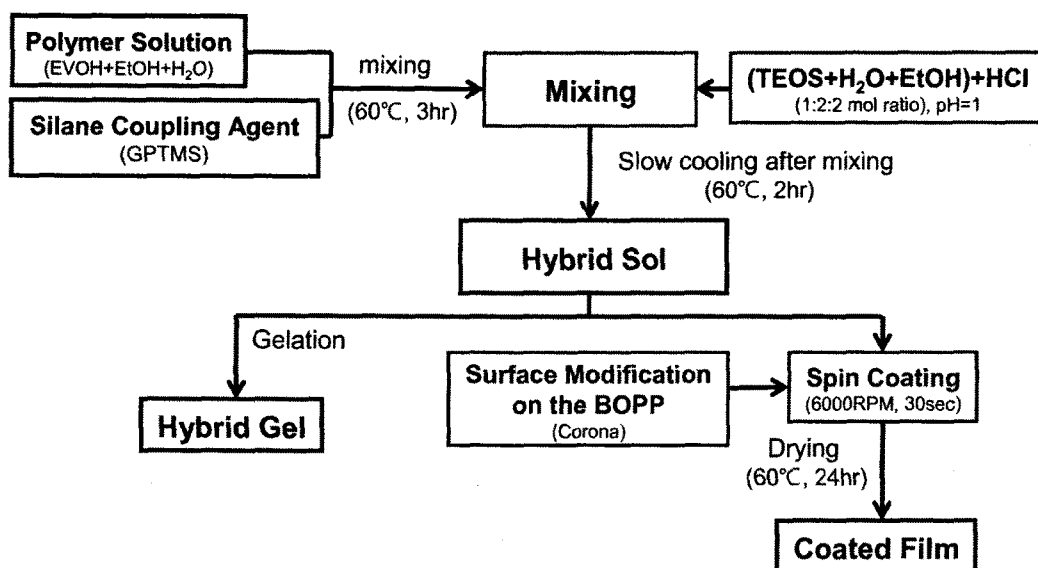 Polymer Solution
(EVOH+EtOH+H₂O)
mixing
(60℃, 3hr)
Silane Coupling Agent
(GPTMS)
Mixing
(TEOS+H₂O+EtOH)+HCl
(1:2:2 mol ratio), pH=1
Slow cooling after mixing
(60℃, 2hr)
Hybrid Sol
Gelation
Hybrid Gel
Surface Modification
on the BOPP
(Corona)
Spin Coating
(6000RPM, 30sec)
Drying
(60℃, 24hr)
Coated Film